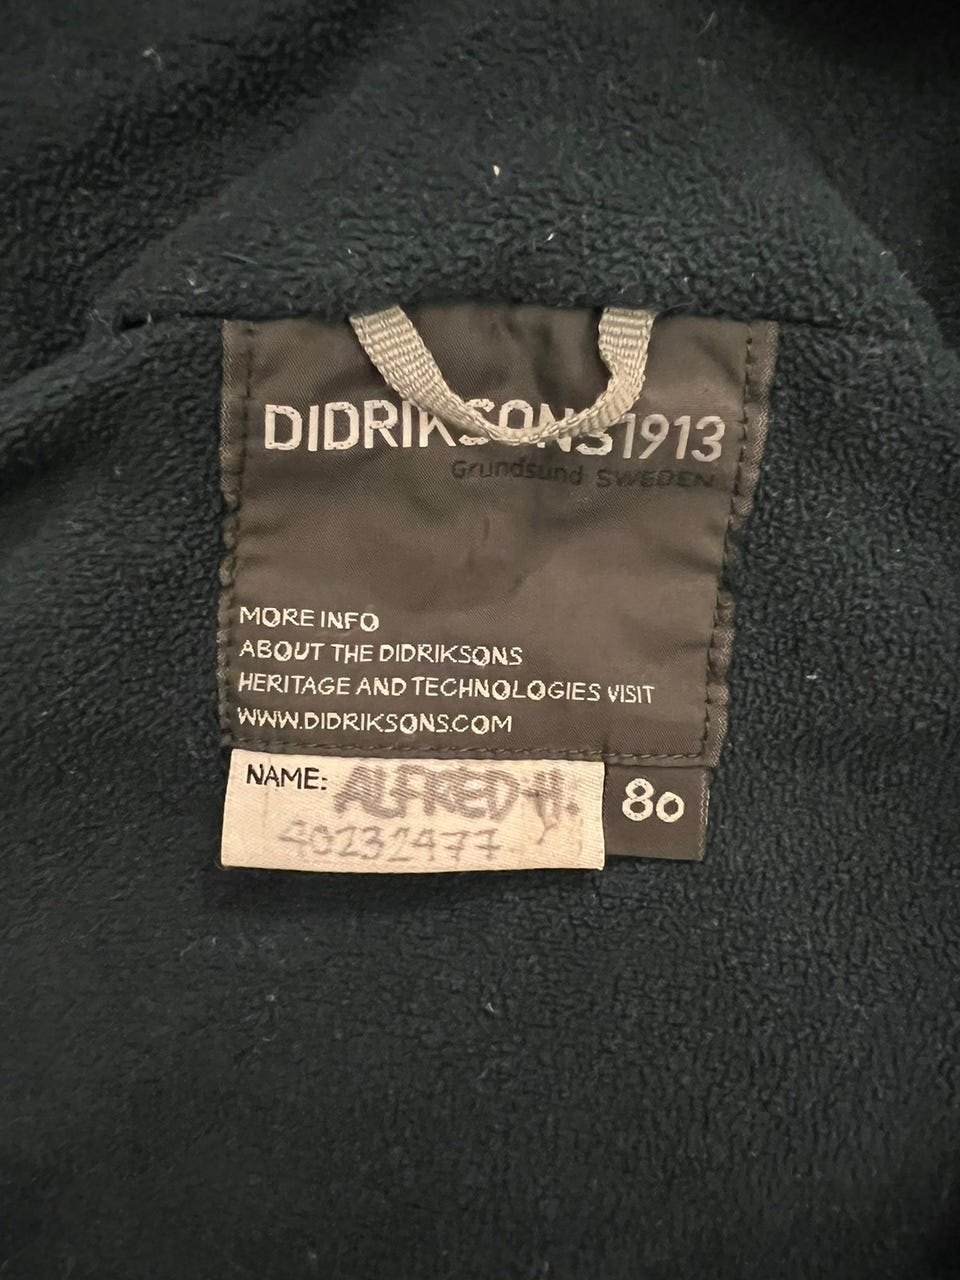 DIDRIKSONS1913
Grundsund SWEDEN
MORE INFO
ABOUT THE DIDRIKSONS
HERITAGE AND TECHNOLOGIES VISIT
WWW.DIDRIKSONS.COM
NAME: ALFRED H.
40232477
80